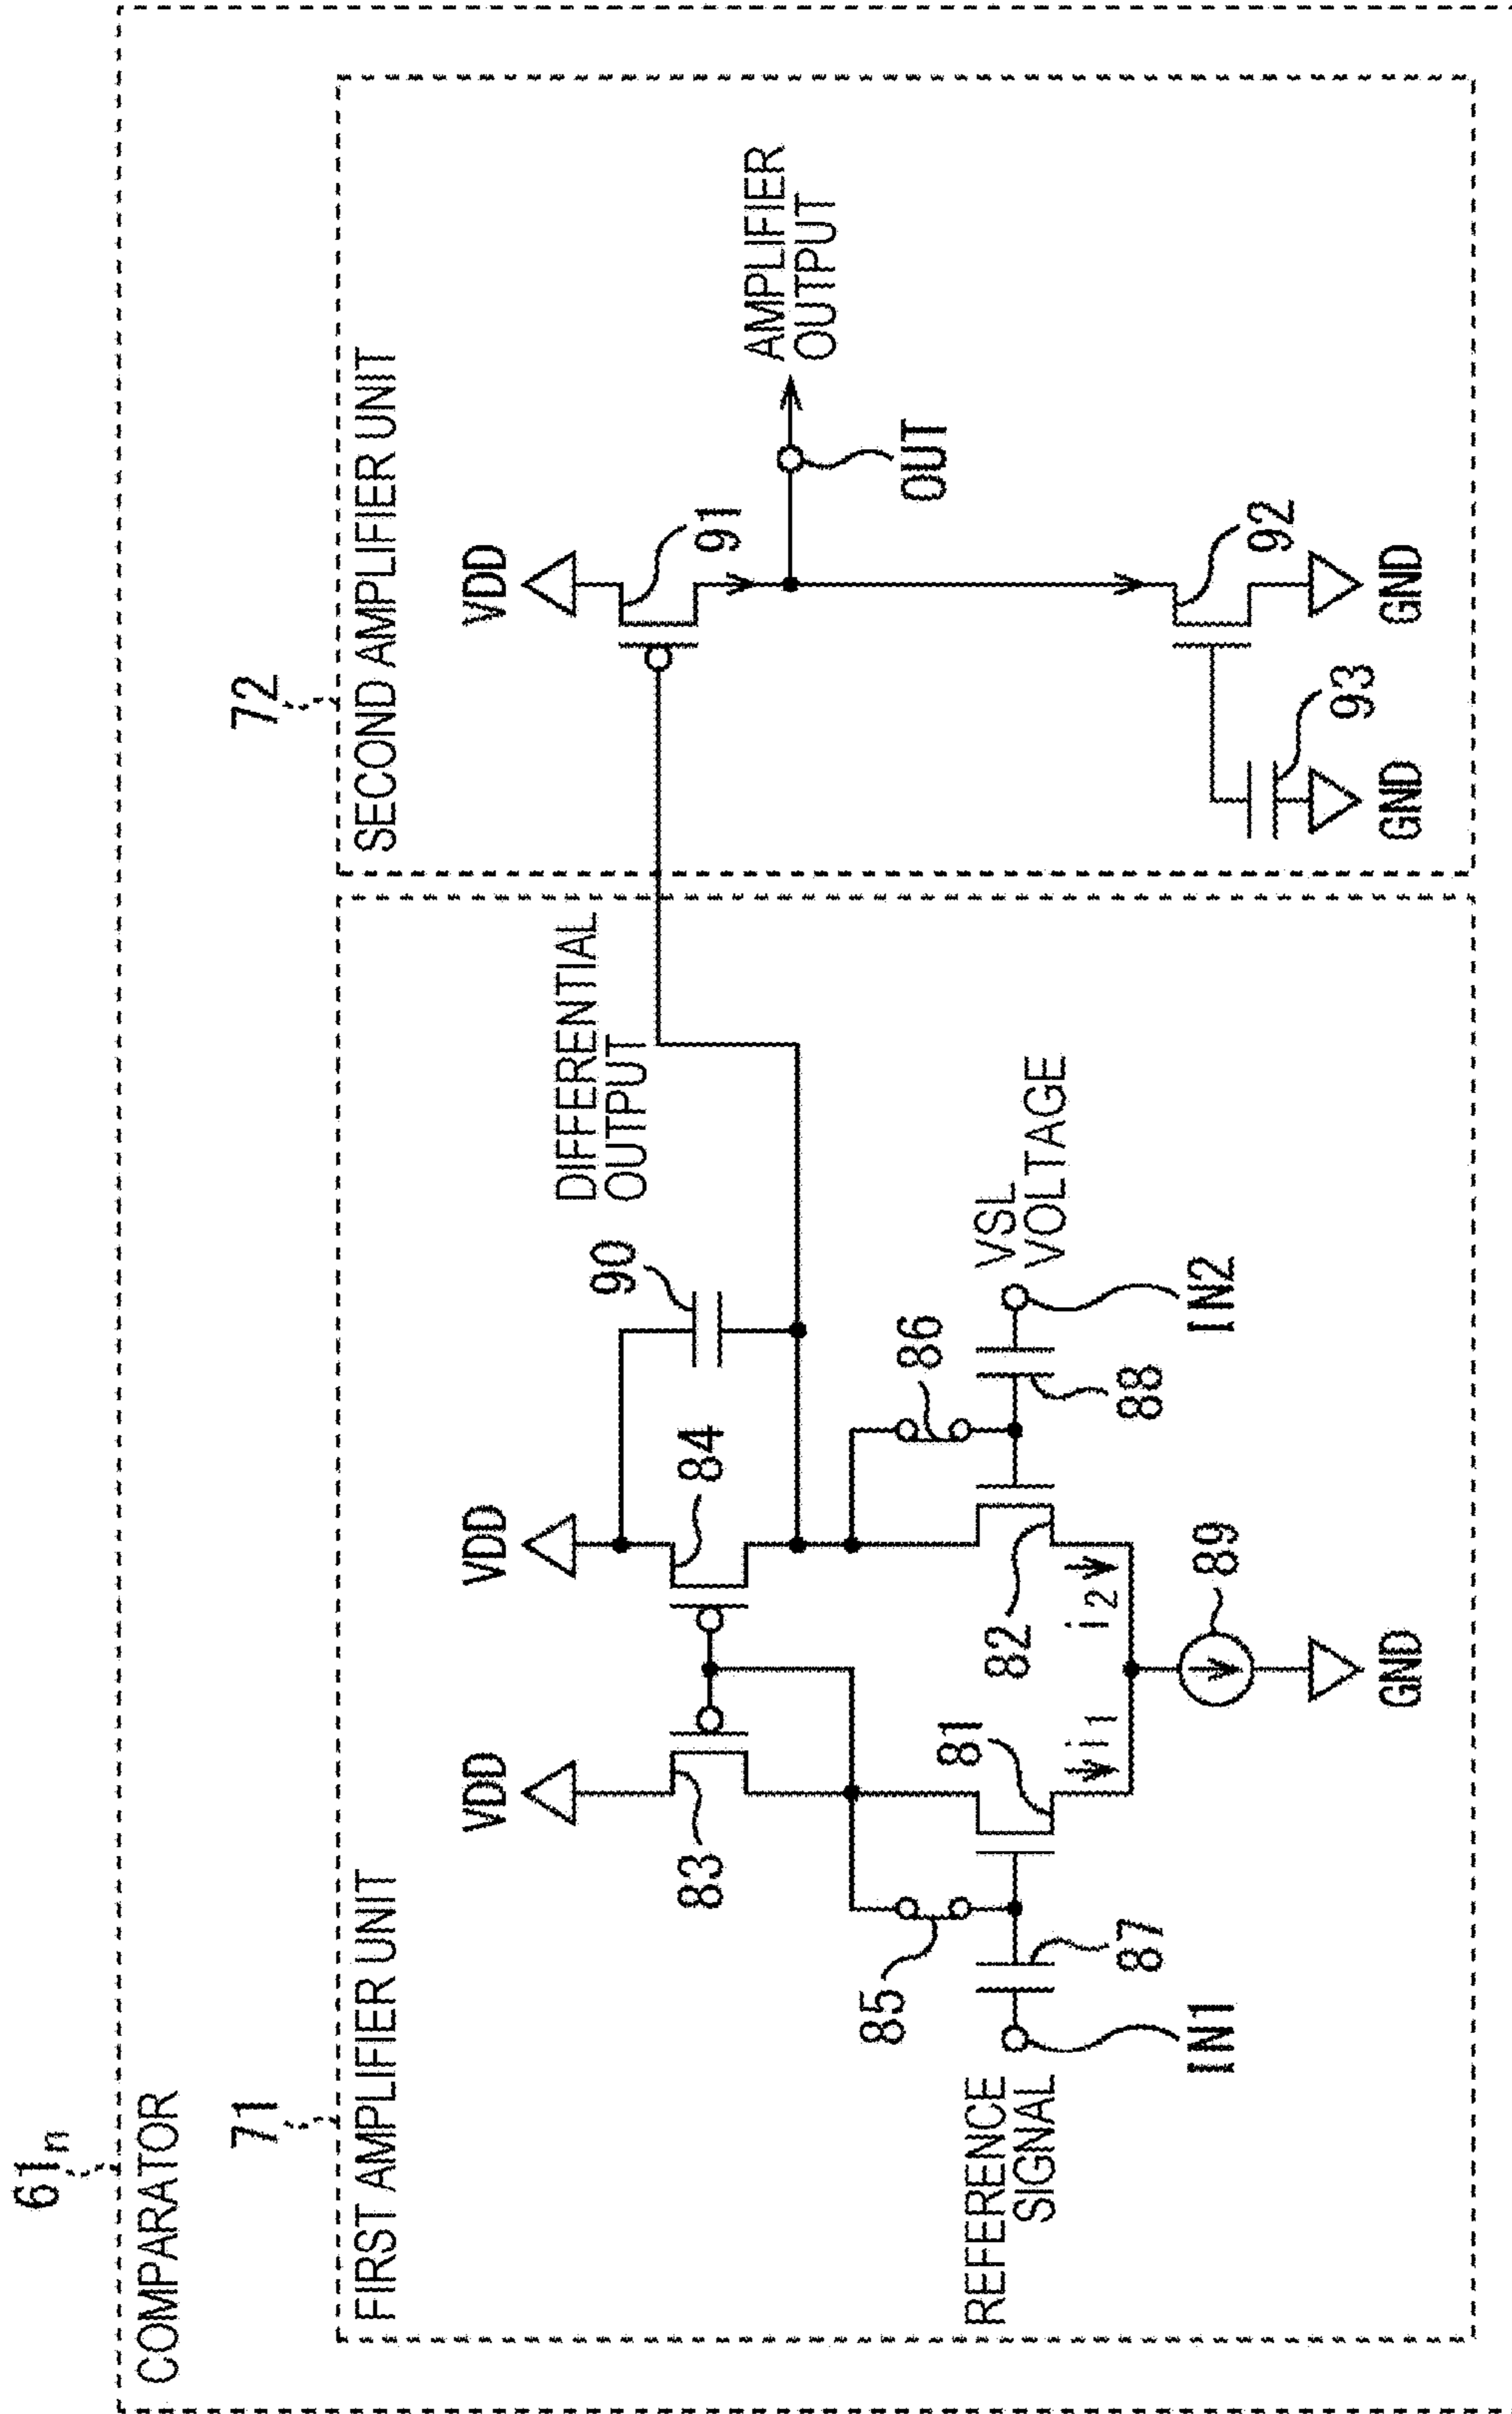 61n
COMPARATOR
71
FIRST AMPLIFIER UNIT
VDD
VDD
83
84
90
DIFFERENTIAL
OUTPUT
85
81
82
86
REFERENCE
SIGNAL
VSL
VOLTAGE
87
i1
i2
88
IN1
89
IN2
GND
72
SECOND AMPLIFIER UNIT
VDD
91
AMPLIFIER
OUTPUT
OUT
92
93
GND
GND